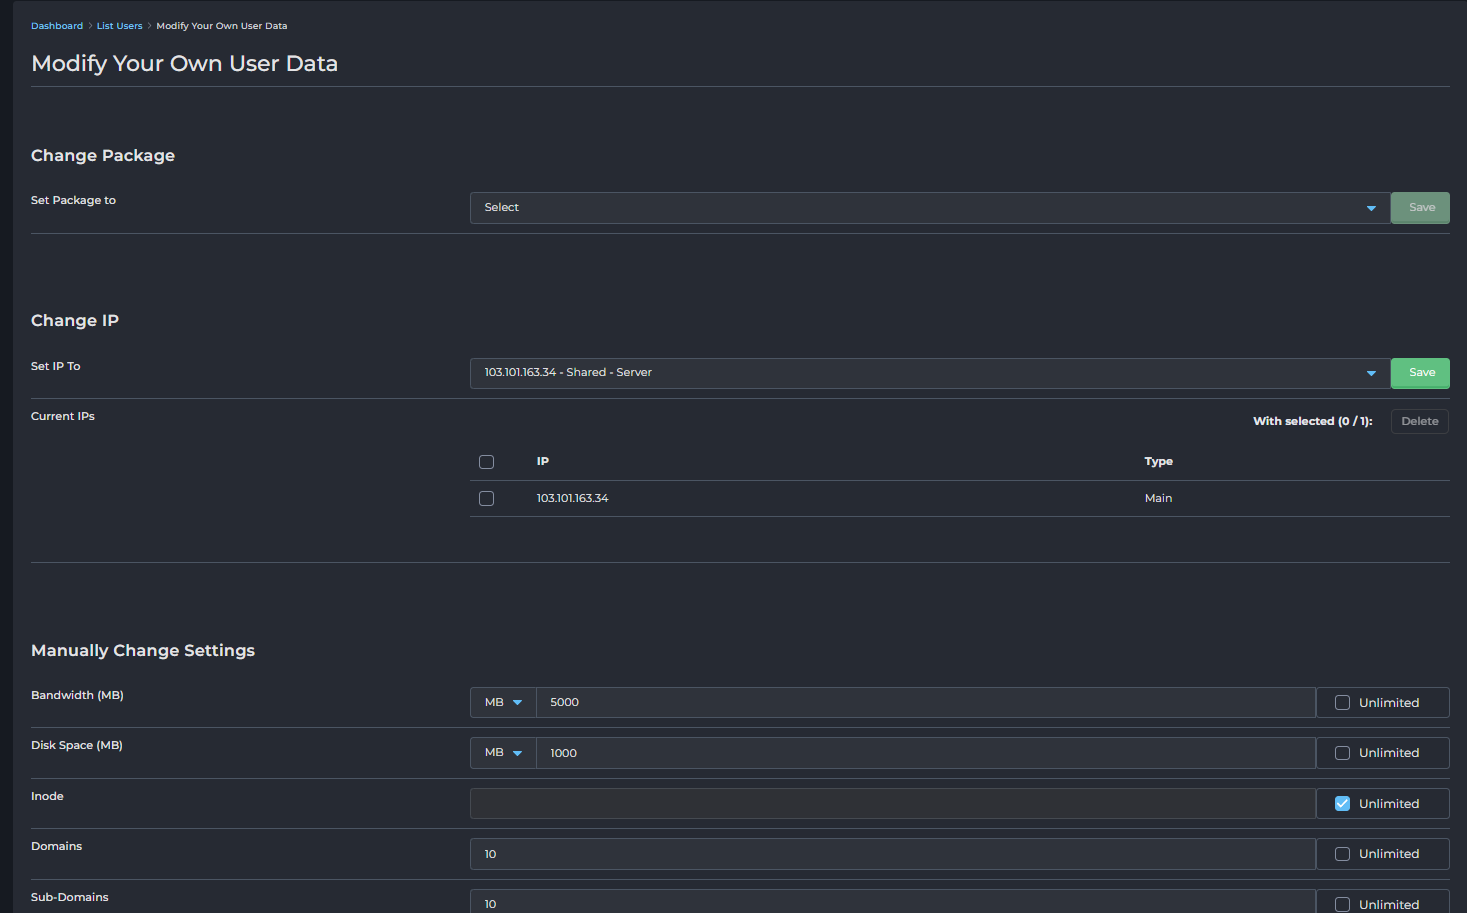 Dashboard > List Users > Modify Your Own User Data
Modify Your Own User Data
Change Package
Set Package to
Select
Save
Change IP
Set IP To
103.101.163.34 - Shared - Server
Save
Current IPs
With selected (0 / 1):
Delete
IP
Type
103.101.163.34
Main
Manually Change Settings
Bandwidth (MB)
MB
5000
Unlimited
Disk Space (MB)
MB
1000
Unlimited
Inode
Unlimited
Domains
10
Unlimited
Sub-Domains
10
Unlimited